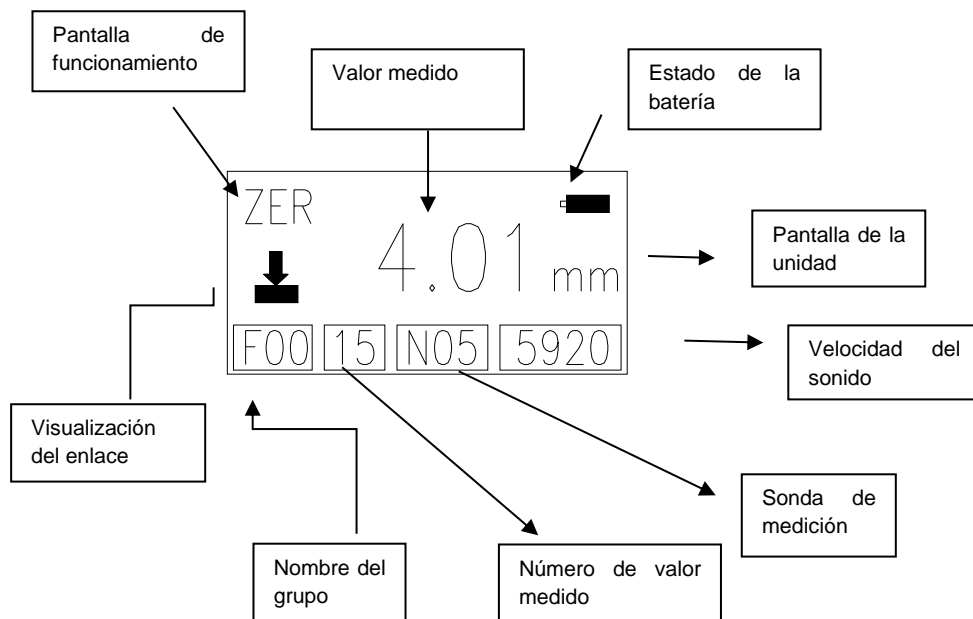 Pantalla de
funcionamiento
Valor medido
Estado de la
batería
ZER
4.01 mm
Pantalla de la
unidad
F00 15 N05 5920
Velocidad del
sonido
Visualización
del enlace
Sonda de
medición
Nombre del
grupo
Número de valor
medido